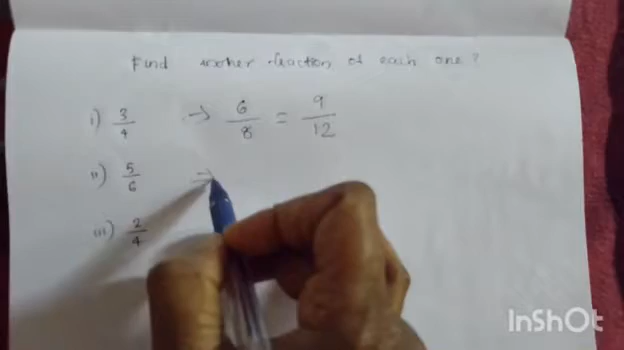 Find another fraction of each one?
i) 3/4 → 6/8 = 9/12
ii) 5/6 →
iii) 2/4
InShOt